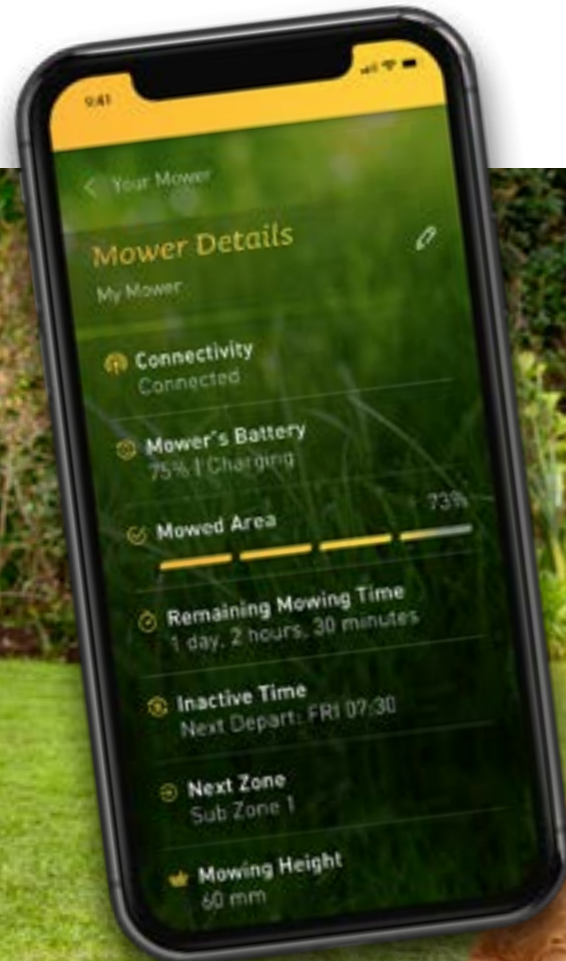 9:41
Your Mower
Mower Details
My Mower
Connectivity
Connected
Mower's Battery
75% | Charging
Mowed Area
73%
Remaining Mowing Time
1 day, 2 hours, 30 minutes
Inactive Time
Next Depart: FRI 07:30
Next Zone
Sub Zone 1
Mowing Height
60 mm